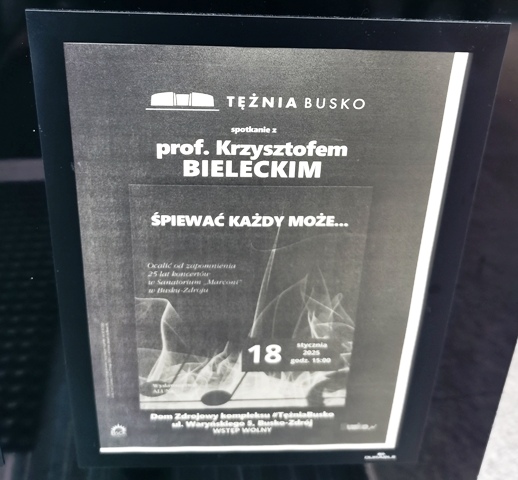 TĘŻNIA BUSKO
spotkanie z
prof. Krzysztofem
BIELECKIM
ŚPIEWAĆ KAŻDY MOŻE...
Ocalić od zapomnienia
25 lat koncertów
w Sanatorium „Marconi”
w Busku-Zdroju
18
stycznia
2025
godz. 15:00
Dom Zdrojowy kompleksu #TężniaBusko
ul. Waryńskiego 5, Busko-Zdrój
WSTĘP WOLNY